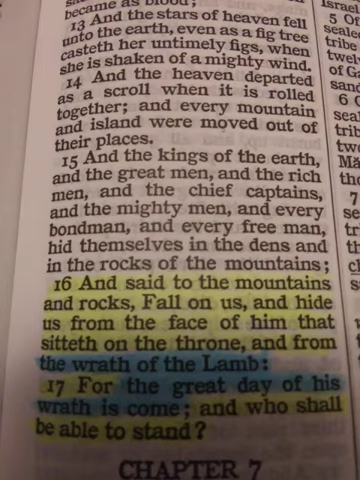 became as blood;
13 And the stars of heaven fell
unto the earth, even as a fig tree
casteth her untimely figs, when
she is shaken of a mighty wind.
14 And the heaven departed
as a scroll when it is rolled
together; and every mountain
and island were moved out of
their places.
15 And the kings of the earth,
and the great men, and the rich
men, and the chief captains,
and the mighty men, and every
bondman, and every free man,
hid themselves in the dens and
in the rocks of the mountains;
16 And said to the mountains
and rocks, Fall on us, and hide
us from the face of him that
sitteth on the throne, and from
the wrath of the Lamb:
17 For the great day of his
wrath is come; and who shall
be able to stand?
CHAPTER 7
Israel
5 Of
tribe
of
6
7